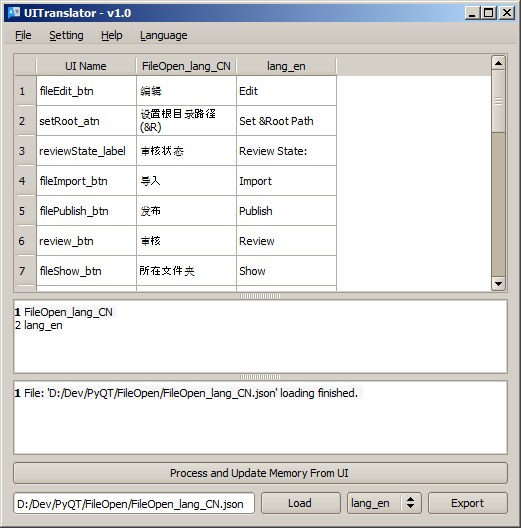 UITranslator - v1.0
File Setting Help Language
UI Name FileOpen_lang_CN lang_en
1 fileEdit_btn 编辑 Edit
2 setRoot_atn 设置根目录路径(&R) Set &Root Path
3 reviewState_label 审核状态 Review State:
4 fileImport_btn 导入 Import
5 filePublish_btn 发布 Publish
6 review_btn 审核 Review
7 fileShow_btn 所在文件夹 Show
1 FileOpen_lang_CN
2 lang_en
1 File: 'D:/Dev/PyQT/FileOpen/FileOpen_lang_CN.json' loading finished.
Process and Update Memory From UI
D:/Dev/PyQT/FileOpen/FileOpen_lang_CN.json Load lang_en Export